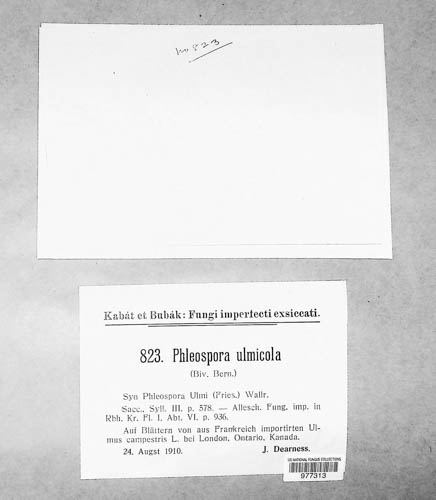 No 823
Kabát et Bubák: Fungi imperfecti exsiccati.
823. Phleospora ulmicola
(Biv. Bern.)
Syn Phleospora Ulmi (Fries.) Wallr.
Sacc., Syll. III, p. 578. — Allesch. Fung. imp. in
Rbh. Kr. Fl. I. Abt. VI. p. 936.
Auf Blättern von aus Frankreich importirten Ul-
mus campestris L. bei London, Ontario, Kanada.
24. Augst 1910. J. Dearness.
US NATIONAL FUNGUS COLLECTIONS
977313